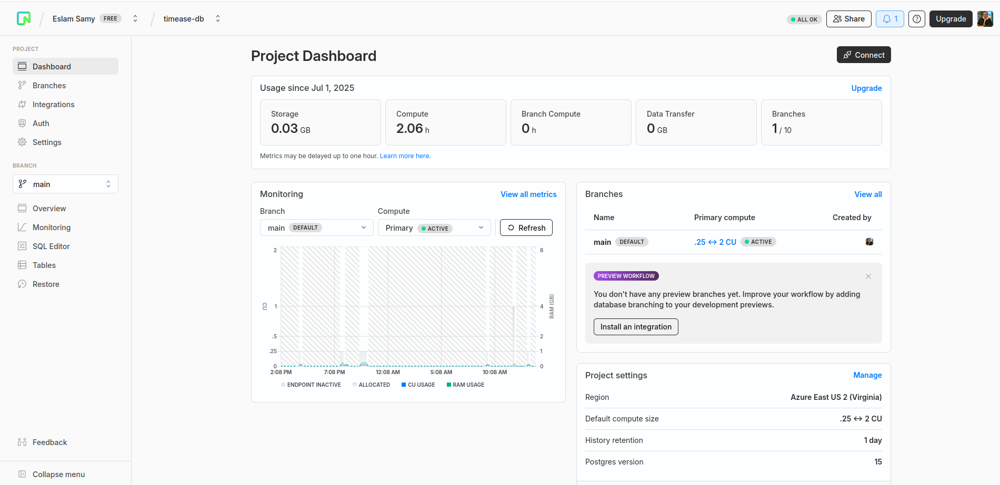 Eslam Samy FREE
timease-db
ALL OK
Share
1
Upgrade
PROJECT
Dashboard
Branches
Integrations
Auth
Settings
BRANCH
main
Overview
Monitoring
SQL Editor
Tables
Restore
Feedback
Collapse menu
Project Dashboard
Connect
Usage since Jul 1, 2025
Upgrade
Storage
0.03 GB
Compute
2.06 h
Branch Compute
0 h
Data Transfer
0 GB
Branches
1 / 10
Metrics may be delayed up to one hour. Learn more here.
Monitoring
View all metrics
Branch
main DEFAULT
Compute
Primary ACTIVE
Refresh
2
1
.5
.25
0
CU
8
4
2
1
0
RAM (GB)
2:08 PM
7:08 PM
12:08 AM
5:08 AM
10:08 AM
ENDPOINT INACTIVE
ALLOCATED
CU USAGE
RAM USAGE
Branches
View all
Name Primary compute Created by
main DEFAULT .25 ↔ 2 CU ACTIVE
PREVIEW WORKFLOW
You don't have any preview branches yet. Improve your workflow by adding
database branching to your development previews.
Install an integration
Project settings
Manage
Region Azure East US 2 (Virginia)
Default compute size .25 ↔ 2 CU
History retention 1 day
Postgres version 15